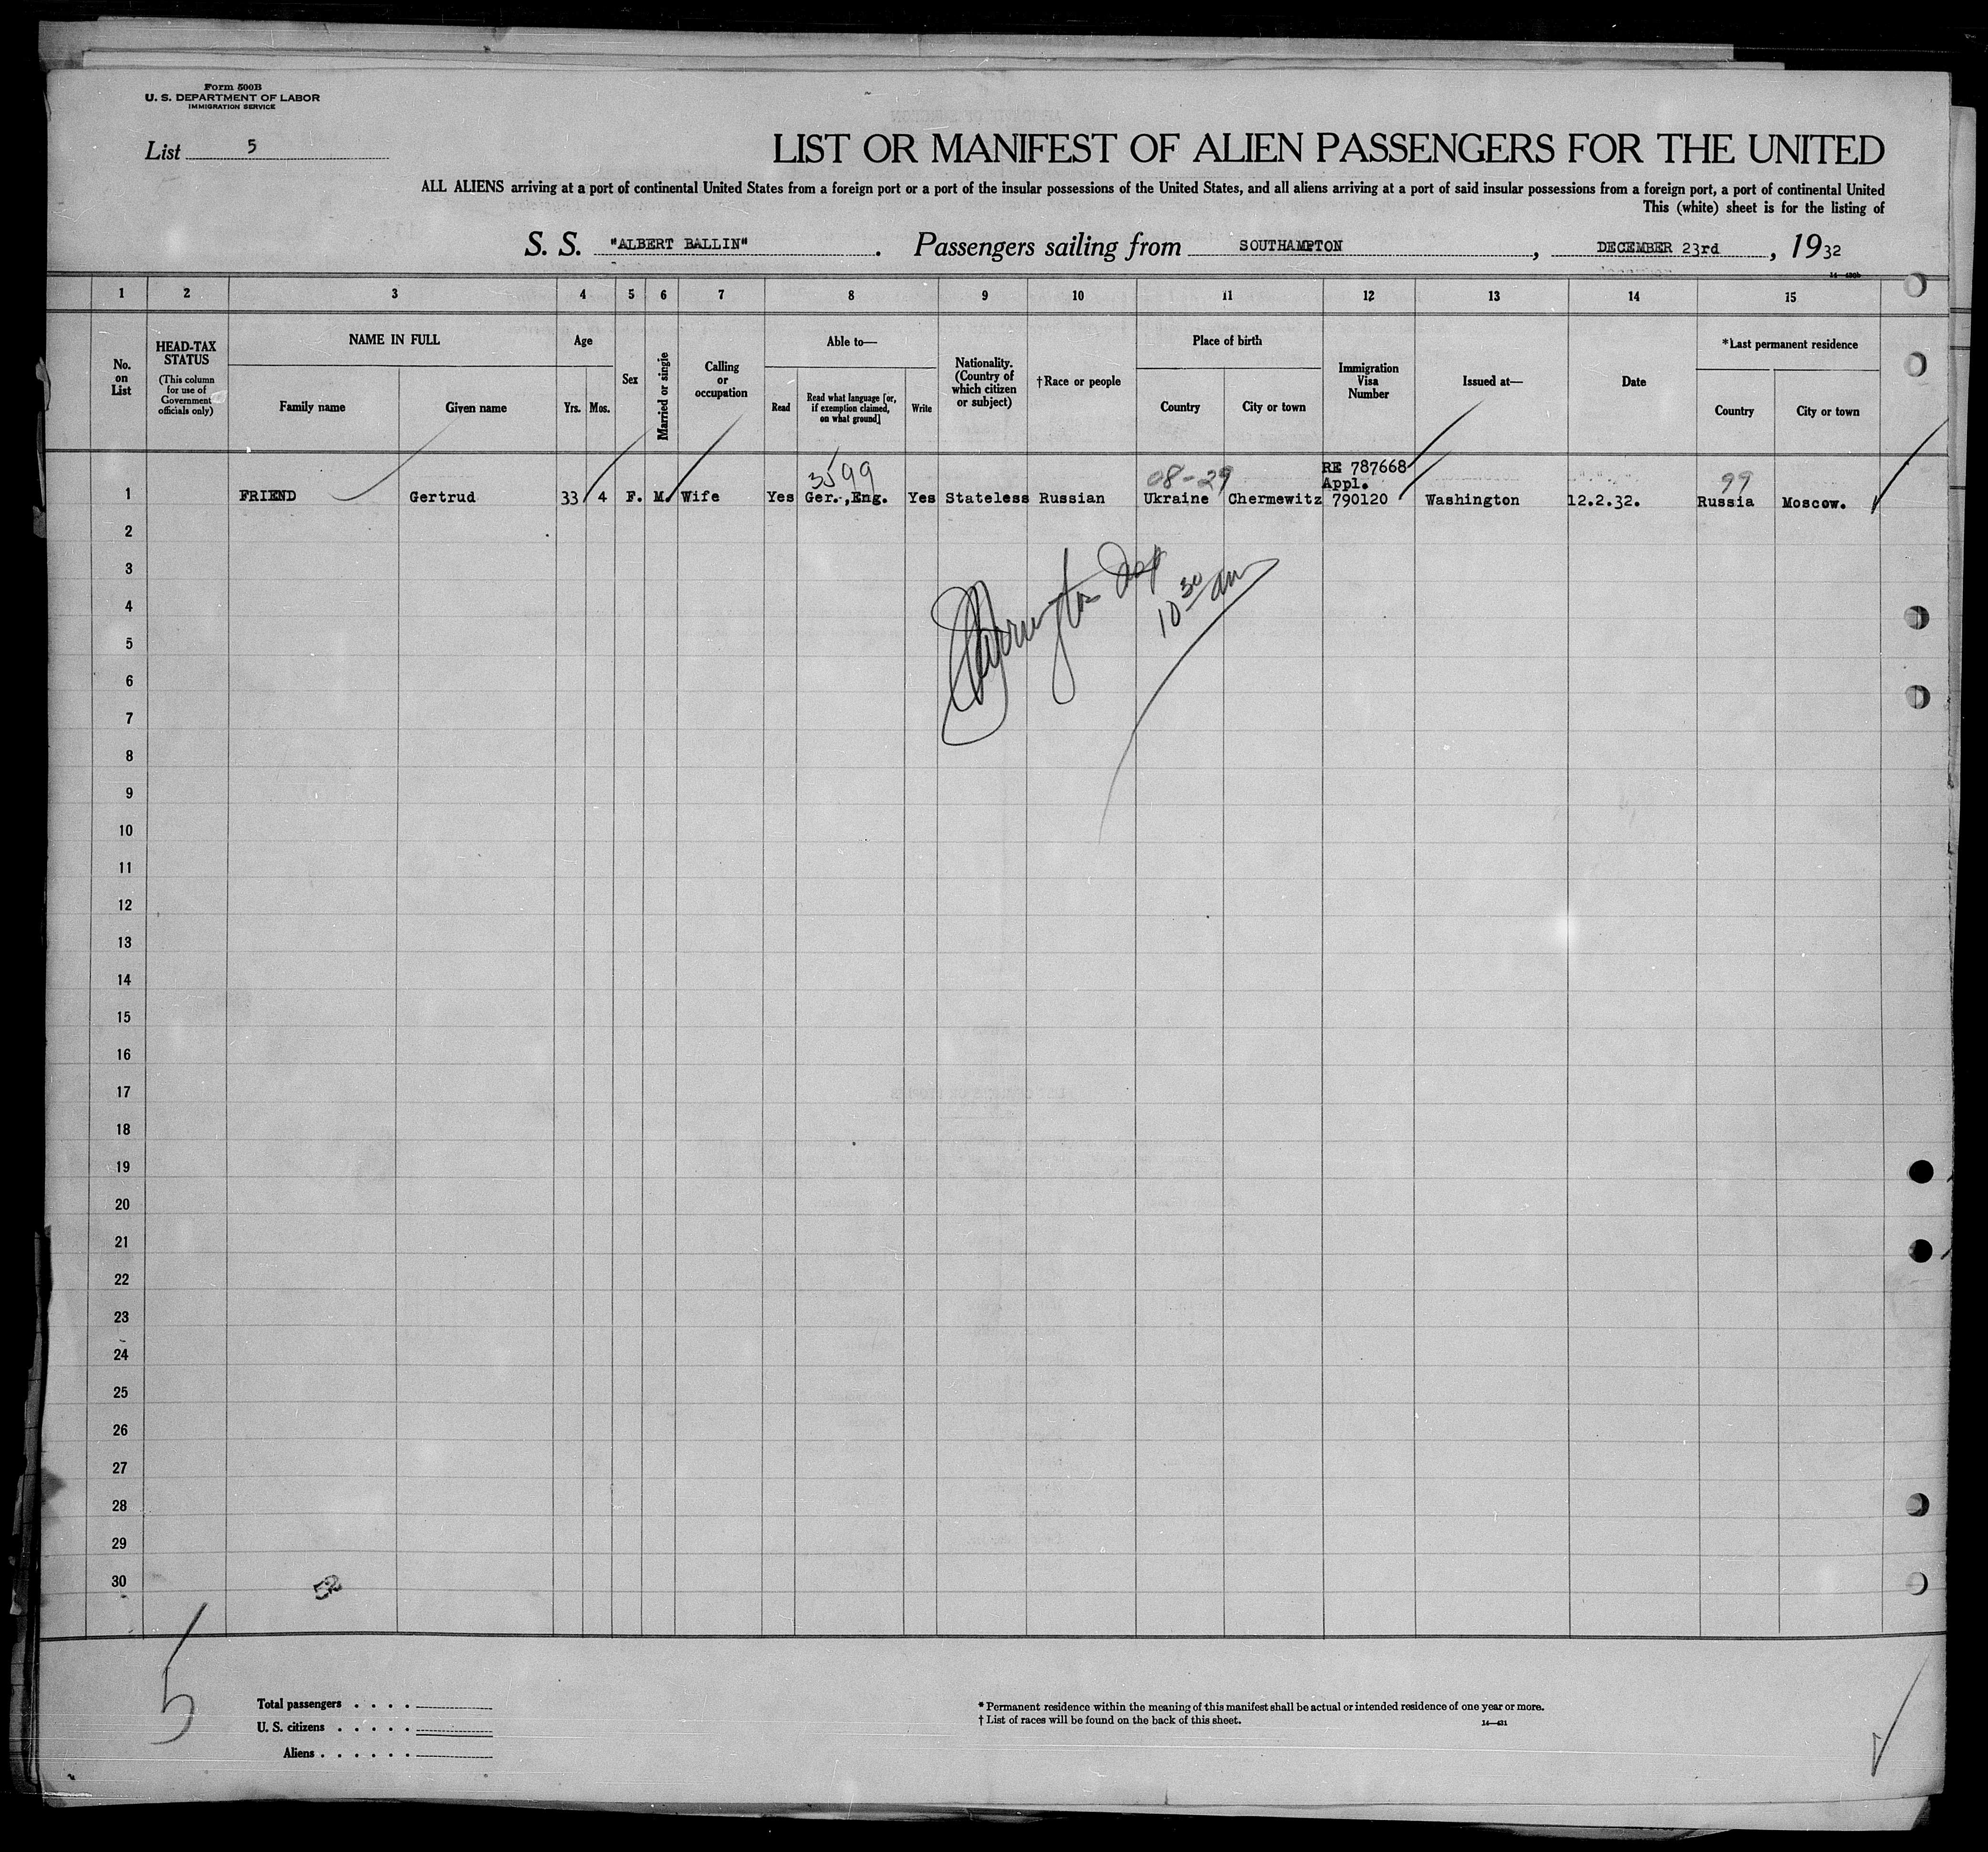 Form 500B
U. S. DEPARTMENT OF LABOR
IMMIGRATION SERVICE
List 5
LIST OR MANIFEST OF ALIEN PASSENGERS FOR THE UNITED
ALL ALIENS arriving at a port of continental United States from a foreign port or a port of the insular possessions of the United States, and all aliens arriving at a port of said insular possessions from a foreign port, a port of continental United
This (white) sheet is for the listing of
S. S. "ALBERT BALLIN". Passengers sailing from SOUTHAMPTON, DECEMBER 23rd, 1932
1 2 3 4 5 6 7 8 9 10 11 12 13 14 15
No. on List
HEAD-TAX STATUS
(This column for use of Government officials only)
NAME IN FULL
Family name Given name
Age
Yrs. Mos.
Sex
Married or single
Calling or occupation
Able to—
Read
Read what language [or, if exemption claimed, on what ground]
Write
Nationality. (Country of which citizen or subject)
†Race or people
Place of birth
Country City or town
Immigration Visa Number
Issued at—
Date
*Last permanent residence
Country City or town
3599 08-29 RE 787668 99
Appl.
1 FRIEND Gertrud 33 4 F. M. Wife Yes Ger.,Eng. Yes Stateless Russian Ukraine Chermewitz 790120 Washington 12.2.32. Russia Moscow.
2
3
10 30 am
4
5
6
7
8
9
10
11
12
13
14
15
16
17
18
19
20
21
22
23
24
25
26
27
28
29
30
5
Total passengers . . . .
U. S. citizens . . . . .
Aliens . . . . . .
* Permanent residence within the meaning of this manifest shall be actual or intended residence of one year or more.
† List of races will be found on the back of this sheet.
14—431